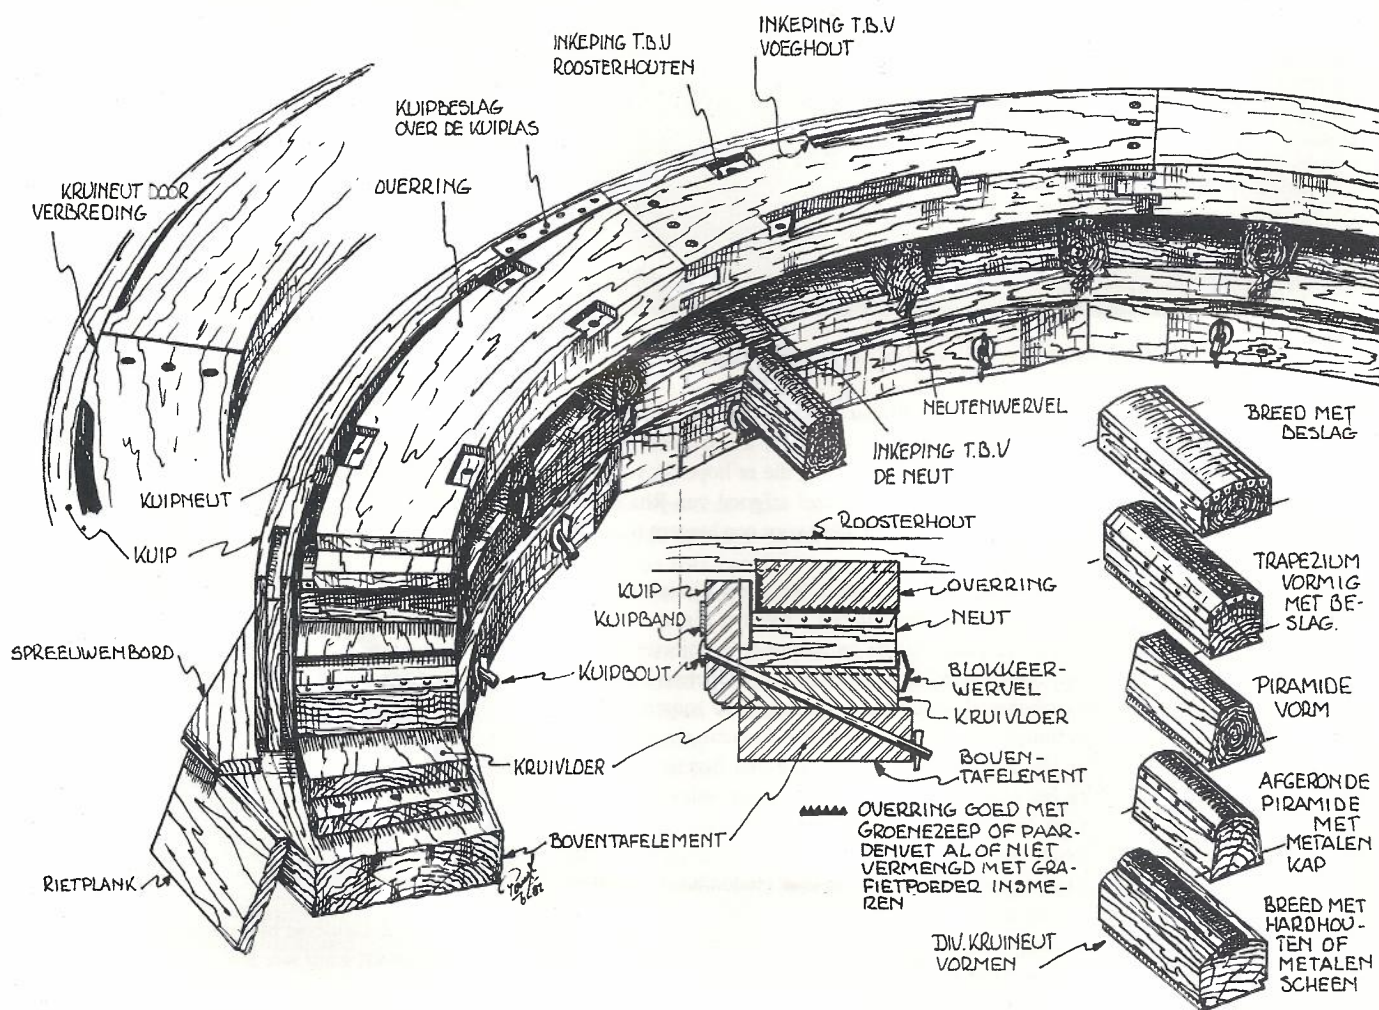 INKEPING T.B.V
VOEGHOUT
INKEPING T.B.V
ROOSTERHOUTEN
KUIPBESLAG
OVER DE KUIPLAS
KRUINEUT DOOR
VERBREDING
OVERRING
KUIPNEUT
KUIP
SPREEUWENBORD
RIETPLANK
NEUTENWERVEL
INKEPING T.B.V
DE NEUT
ROOSTERHOUT
KUIP
KUIPBAND
KUIPBOUT
KRUIVLOER
BOVENTAFELEMENT
OVERRING
NEUT
BLOKKEER-
WERVEL
KRUIVLOER
BOVEN-
TAFELEMENT
OVERRING GOED MET
GROENEZEEP OF PAAR-
DENVET AL OF NIET
VERMENGD MET GRA-
FIETPOEDER INSME-
REN
BREED MET
BESLAG
TRAPEZIUM
VORMIG
MET BE-
SLAG.
PIRAMIDE
VORM
AFGERONDE
PIRAMIDE
MET
METALEN
KAP
BREED MET
HARDHOU-
TEN OF
METALEN
SCHEEN
DIV. KRUINEUT
VORMEN